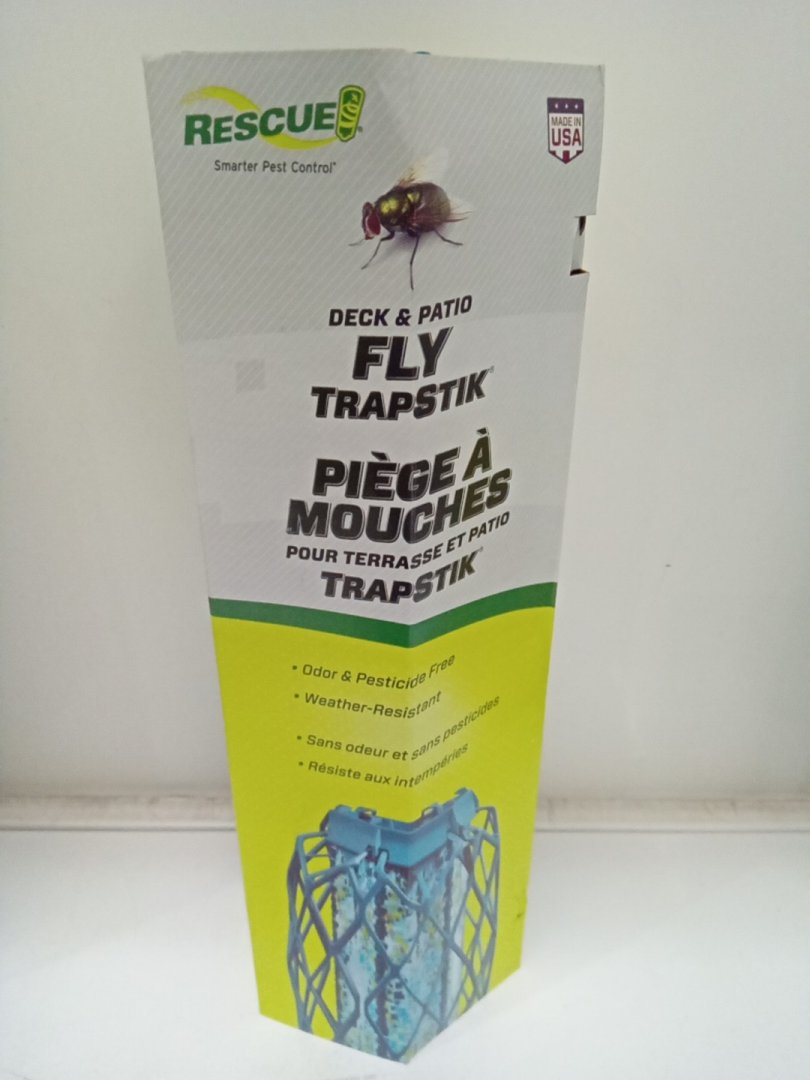 RESCUE!
Smarter Pest Control™
MADE IN
USA
DECK & PATIO
FLY
TRAPSTIK®
PIÈGE À
MOUCHES
POUR TERRASSE ET PATIO
TRAPSTIK®
• Odor & Pesticide Free
• Weather-Resistant
• Sans odeur et sans pesticides
• Résiste aux intempéries